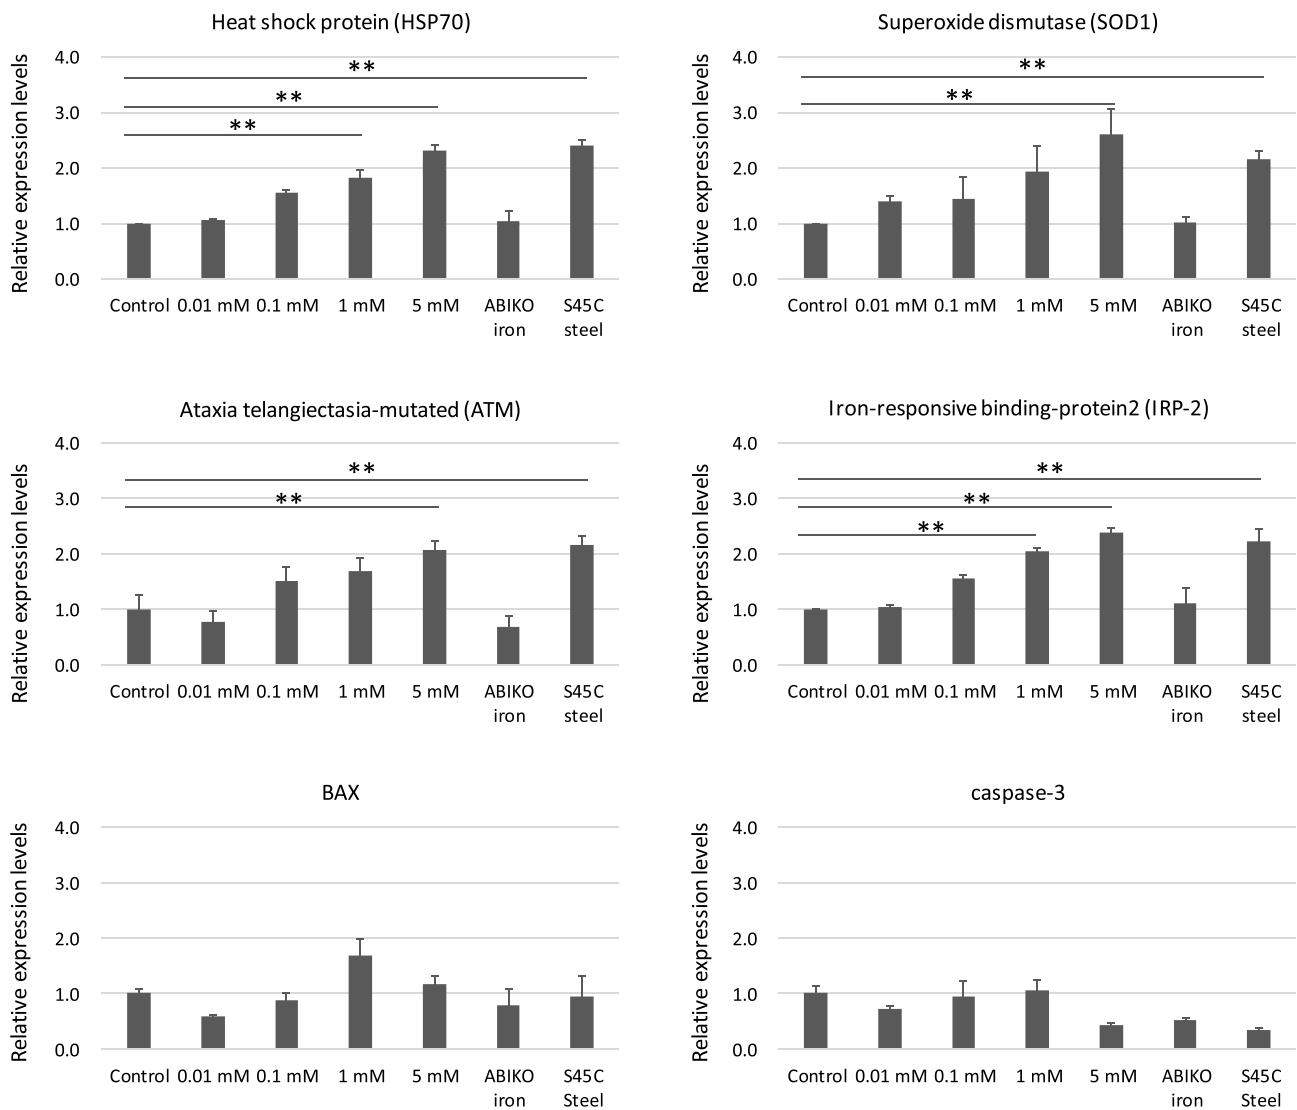 Heat shock protein (HSP70)
Relative expression levels
4.0
3.0
2.0
1.0
0.0
**
**
**
Control 0.01 mM 0.1 mM 1 mM 5 mM ABIKO S45C
iron steel
Superoxide dismutase (SOD1)
Relative expression levels
4.0
3.0
2.0
1.0
0.0
**
**
Control 0.01 mM 0.1 mM 1 mM 5 mM ABIKO S45C
iron steel
Ataxia telangiectasia-mutated (ATM)
Relative expression levels
4.0
3.0
2.0
1.0
0.0
**
**
Control 0.01 mM 0.1 mM 1 mM 5 mM ABIKO S45C
iron steel
Iron-responsive binding-protein2 (IRP-2)
Relative expression levels
4.0
3.0
2.0
1.0
0.0
**
**
**
Control 0.01 mM 0.1 mM 1 mM 5 mM ABIKO S45C
iron steel
BAX
Relative expression levels
4.0
3.0
2.0
1.0
0.0
Control 0.01 mM 0.1 mM 1 mM 5 mM ABIKO S45C
iron Steel
caspase-3
Relative expression levels
4.0
3.0
2.0
1.0
0.0
Control 0.01 mM 0.1 mM 1 mM 5 mM ABIKO S45C
iron Steel